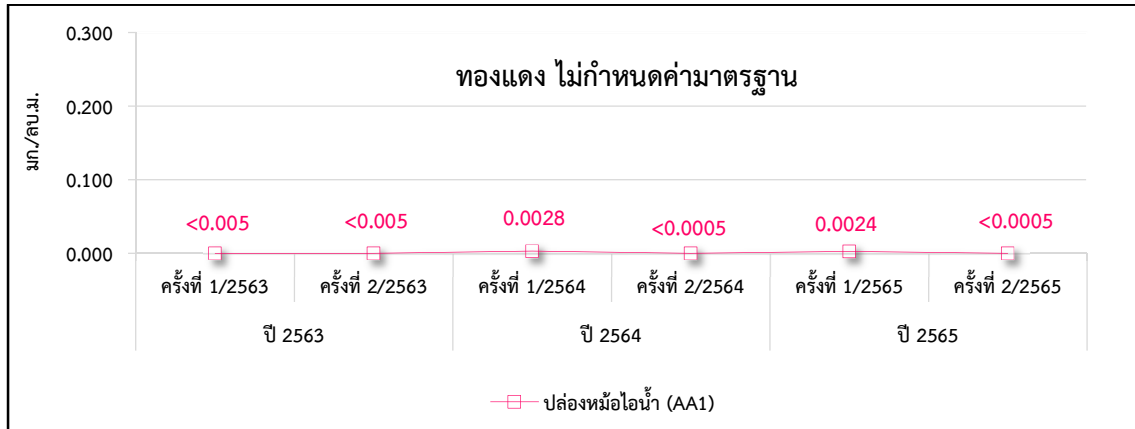 ทองแดง ไม่กำหนดค่ามาตรฐาน
มก./ลบ.ม.
0.300
0.200
0.100
0.000
<0.005
<0.005
0.0028
<0.0005
0.0024
<0.0005
ครั้งที่ 1/2563
ครั้งที่ 2/2563
ครั้งที่ 1/2564
ครั้งที่ 2/2564
ครั้งที่ 1/2565
ครั้งที่ 2/2565
ปี 2563
ปี 2564
ปี 2565
ปล่องหม้อไอน้ำ (AA1)